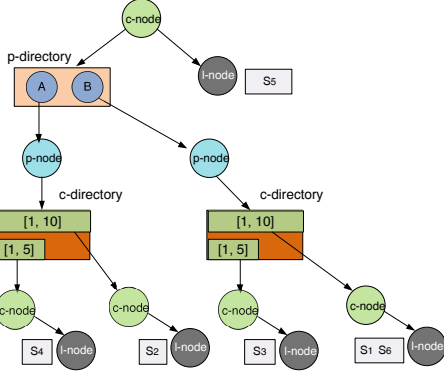 c-node
p-directory
l-node
S5
A B
p-node
p-node
c-directory
c-directory
[1, 10]
[1, 10]
[1, 5]
[1, 5]
c-node
c-node
c-node
c-node
S4
l-node
S2
l-node
S3
l-node
S1 S6
l-node